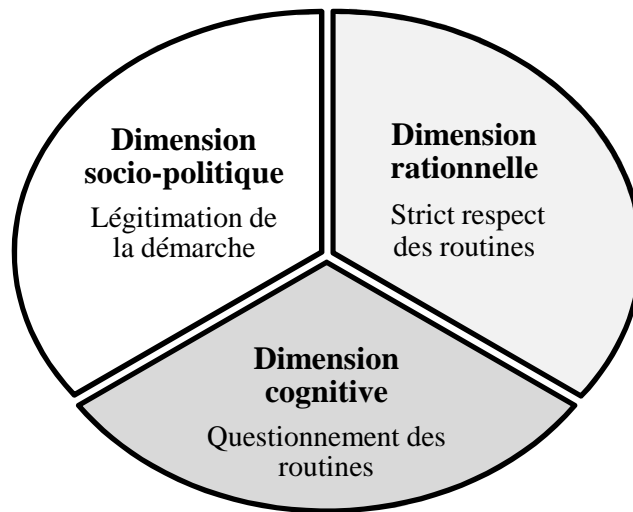 Dimension
socio-politique
Légitimation de
la démarche
Dimension
rationnelle
Strict respect
des routines
Dimension
cognitive
Questionnement des
routines